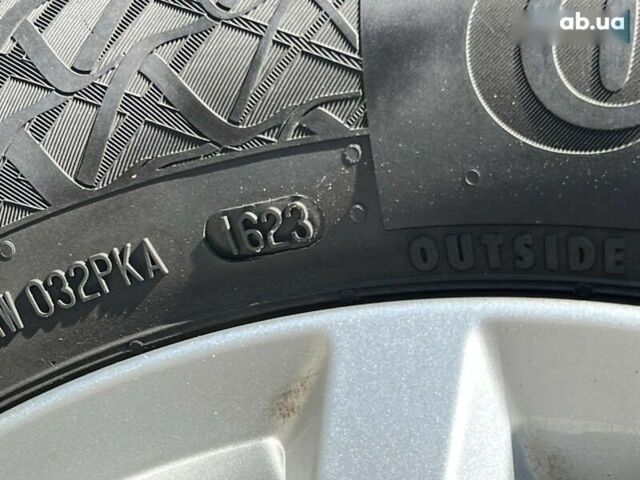 ab.ua
1623
OUTSIDE
W 032PKA